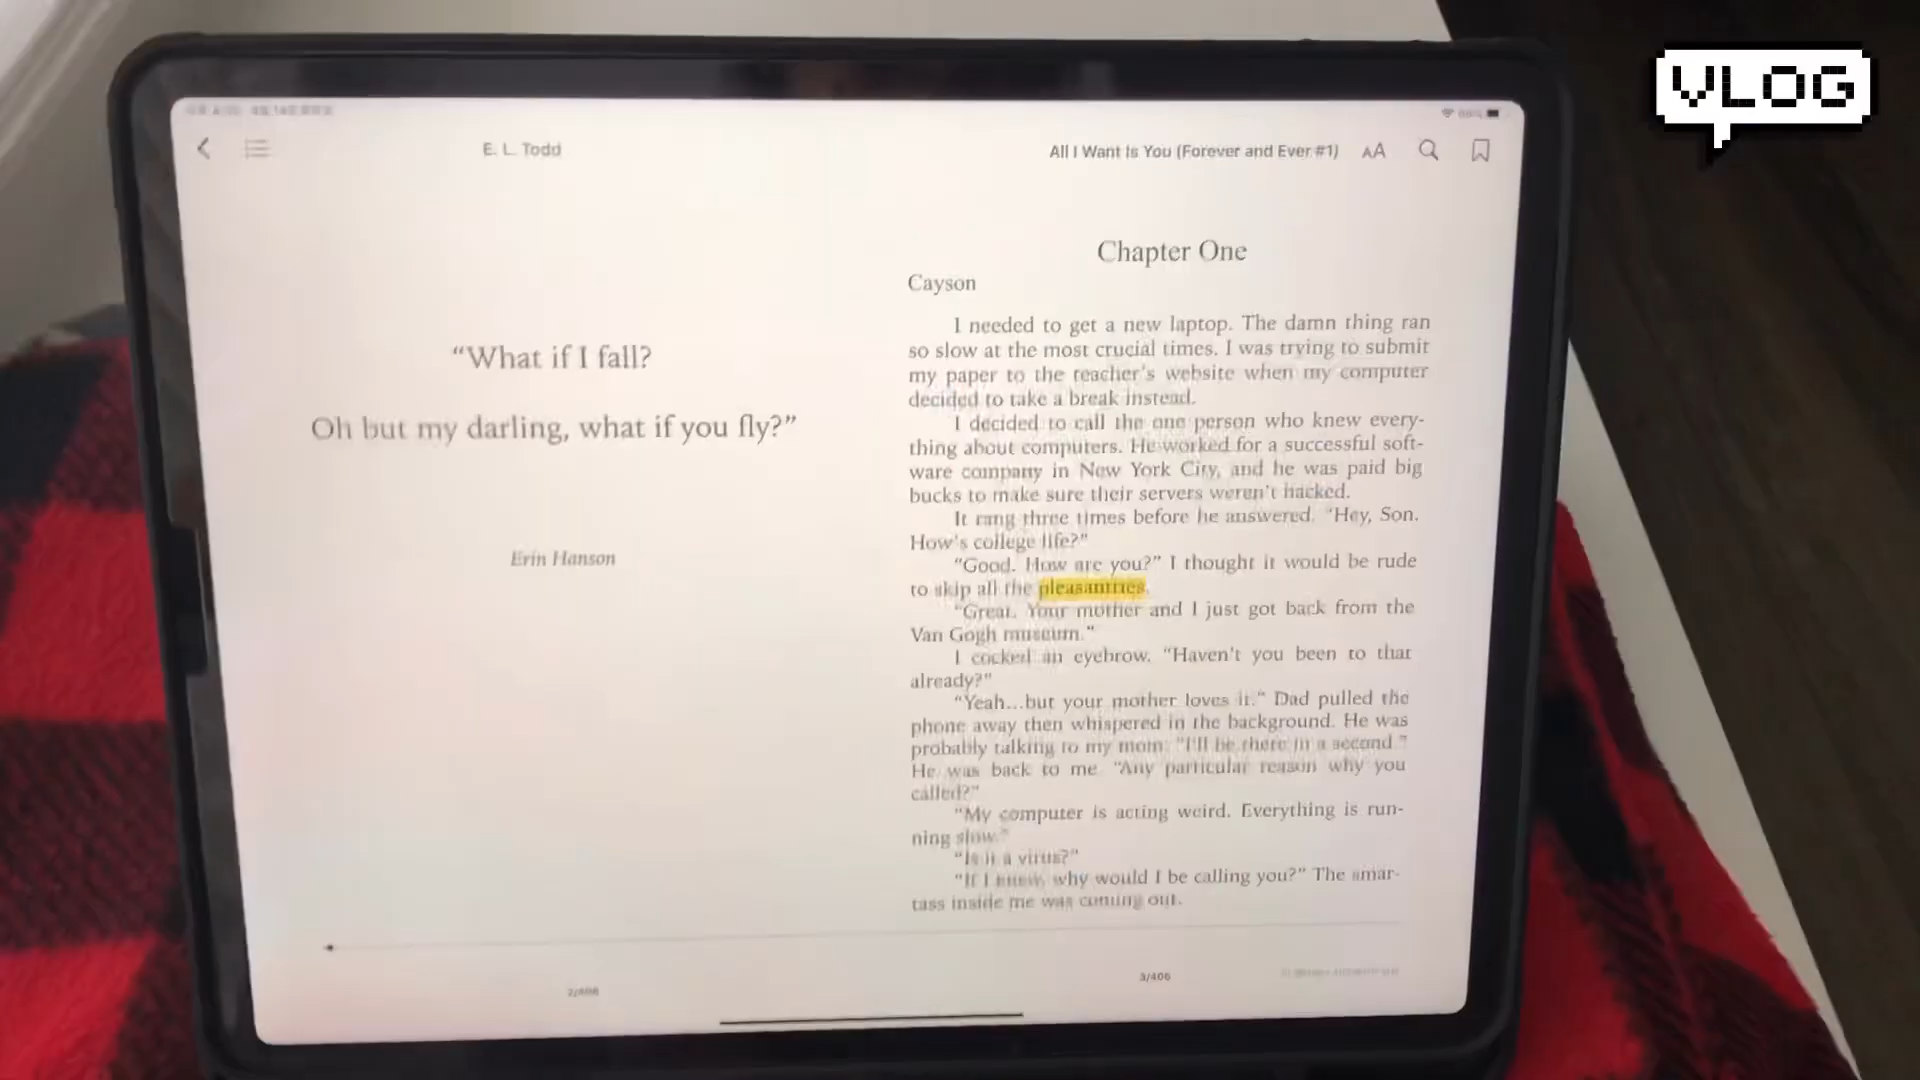 VLOG
E. L. Todd
All I Want Is You (Forever and Ever #1)
AA
“What if I fall?
Oh but my darling, what if you fly?”
Erin Hanson
2/406
Chapter One
Cayson
I needed to get a new laptop. The damn thing ran
so slow at the most crucial times. I was trying to submit
my paper to the teacher’s website when my computer
decided to take a break instead.
I decided to call the one person who knew every-
thing about computers. He worked for a successful soft-
ware company in New York City, and he was paid big
bucks to make sure their servers weren’t hacked.
It rang three times before he answered. “Hey, Son.
How’s college life?”
“Good. How are you?” I thought it would be rude
to skip all the pleasantries.
“Great. Your mother and I just got back from the
Van Gogh museum.”
I cocked an eyebrow. “Haven’t you been to that
already?”
“Yeah...but your mother loves it.” Dad pulled the
phone away then whispered in the background. He was
probably talking to my mom. “I’ll be there in a second.”
He was back to me. “Any particular reason why you
called?”
“My computer is acting weird. Everything is run-
ning slow.”
“Is it a virus?”
“If I knew, why would I be calling you?” The smar-
tass inside me was coming out.
3/406